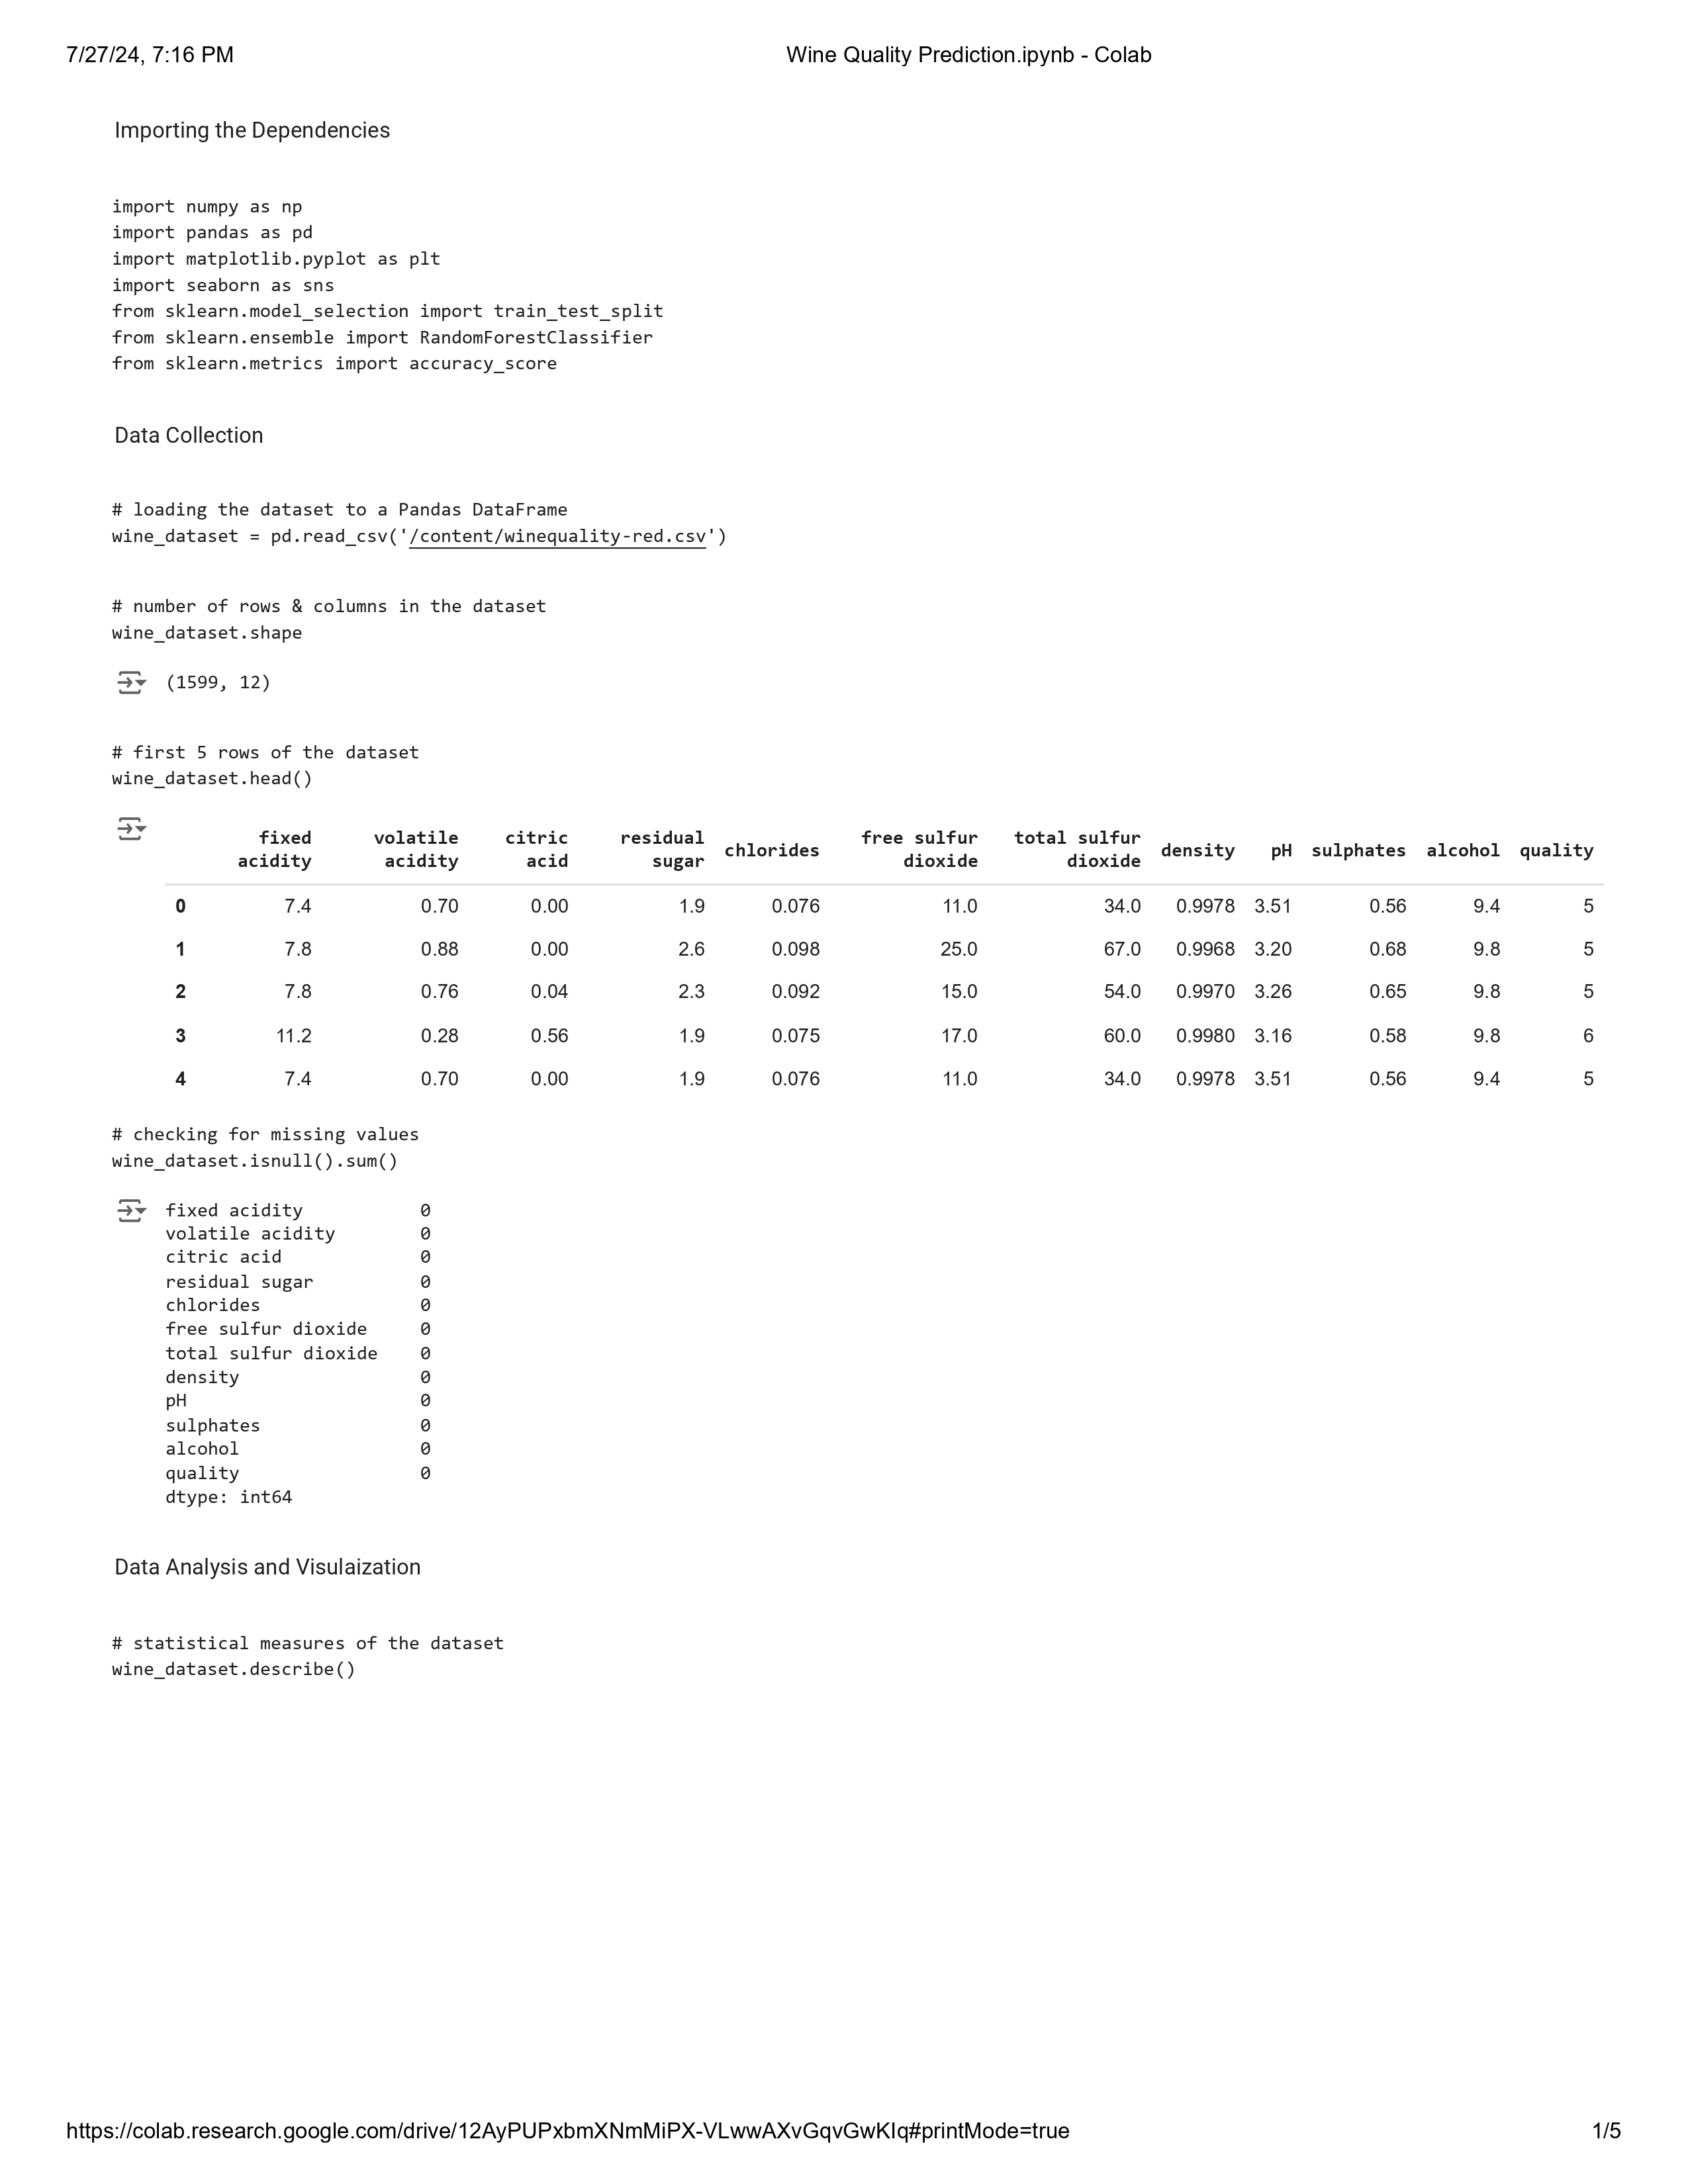 7/27/24, 7:16 PM Wine Quality Prediction.ipynb - Colab
Importing the Dependencies
import numpy as np
import pandas as pd
import matplotlib.pyplot as plt
import seaborn as sns
from sklearn.model_selection import train_test_split
from sklearn.ensemble import RandomForestClassifier
from sklearn.metrics import accuracy_score
Data Collection
# loading the dataset to a Pandas DataFrame
wine_dataset = pd.read_csv('/content/winequality-red.csv')
# number of rows & columns in the dataset
wine_dataset.shape
(1599, 12)
# first 5 rows of the dataset
wine_dataset.head()
fixed volatile citric residual free sulfur total sulfur
chlorides density pH sulphates alcohol quality
acidity acidity acid sugar dioxide dioxide
0 7.4 0.70 0.00 1.9 0.076 11.0 34.0 0.9978 3.51 0.56 9.4 5
1 7.8 0.88 0.00 2.6 0.098 25.0 67.0 0.9968 3.20 0.68 9.8 5
2 7.8 0.76 0.04 2.3 0.092 15.0 54.0 0.9970 3.26 0.65 9.8 5
3 11.2 0.28 0.56 1.9 0.075 17.0 60.0 0.9980 3.16 0.58 9.8 6
4 7.4 0.70 0.00 1.9 0.076 11.0 34.0 0.9978 3.51 0.56 9.4 5
# checking for missing values
wine_dataset.isnull().sum()
fixed acidity 0
volatile acidity 0
citric acid 0
residual sugar 0
chlorides 0
free sulfur dioxide 0
total sulfur dioxide 0
density 0
pH 0
sulphates 0
alcohol 0
quality 0
dtype: int64
Data Analysis and Visulaization
# statistical measures of the dataset
wine_dataset.describe()
https://colab.research.google.com/drive/12AyPUPxbmXNmMiPX-VLwwAXvGqvGwKIq#printMode=true 1/5